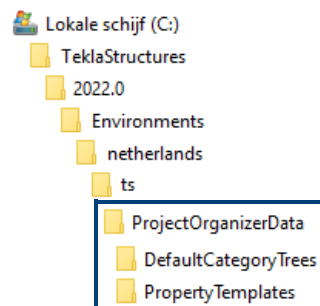 Lokale schijf (C:)
TeklaStructures
2022.0
Environments
netherlands
ts
ProjectOrganizerData
DefaultCategoryTrees
PropertyTemplates